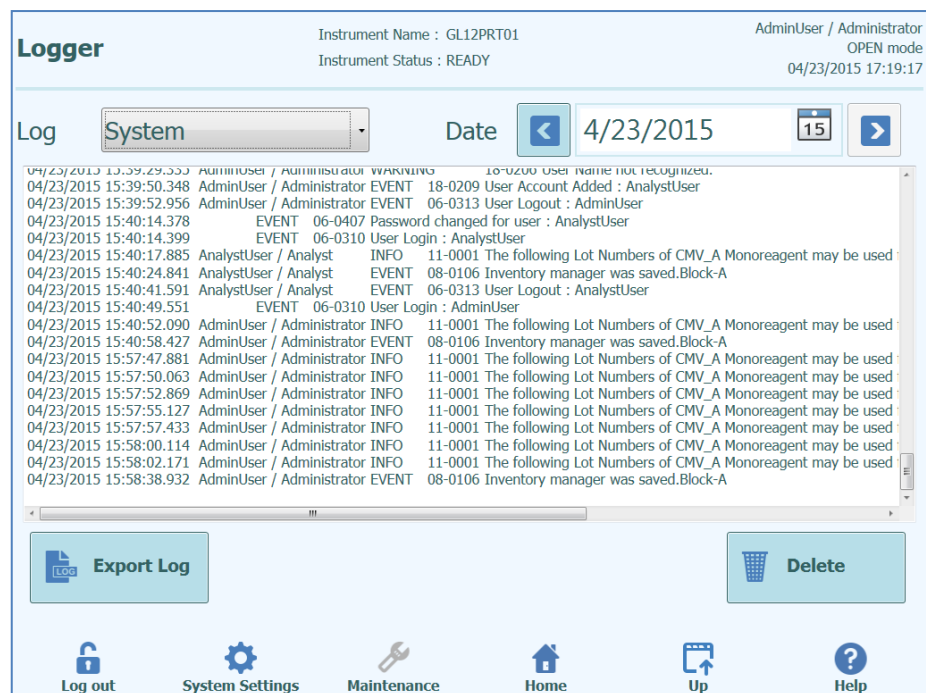 Logger
Instrument Name : GL12PRT01
Instrument Status : READY
AdminUser / Administrator
OPEN mode
04/23/2015 17:19:17
Log System Date 4/23/2015 15
04/23/2015 15:39:29.335 AdminUser / Administrator WARNING 18-0206 User Name not recognized.
04/23/2015 15:39:50.348 AdminUser / Administrator EVENT 18-0209 User Account Added : AnalystUser
04/23/2015 15:39:52.956 AdminUser / Administrator EVENT 06-0313 User Logout : AdminUser
04/23/2015 15:40:14.378 EVENT 06-0407 Password changed for user : AnalystUser
04/23/2015 15:40:14.399 EVENT 06-0310 User Login : AnalystUser
04/23/2015 15:40:17.885 AnalystUser / Analyst INFO 11-0001 The following Lot Numbers of CMV_A Monoreagent may be used
04/23/2015 15:40:24.841 AnalystUser / Analyst EVENT 08-0106 Inventory manager was saved.Block-A
04/23/2015 15:40:41.591 AnalystUser / Analyst EVENT 06-0313 User Logout : AnalystUser
04/23/2015 15:40:49.551 EVENT 06-0310 User Login : AdminUser
04/23/2015 15:40:52.090 AdminUser / Administrator INFO 11-0001 The following Lot Numbers of CMV_A Monoreagent may be used
04/23/2015 15:40:58.427 AdminUser / Administrator EVENT 08-0106 Inventory manager was saved.Block-A
04/23/2015 15:57:47.881 AdminUser / Administrator INFO 11-0001 The following Lot Numbers of CMV_A Monoreagent may be used
04/23/2015 15:57:50.063 AdminUser / Administrator INFO 11-0001 The following Lot Numbers of CMV_A Monoreagent may be used
04/23/2015 15:57:52.869 AdminUser / Administrator INFO 11-0001 The following Lot Numbers of CMV_A Monoreagent may be used
04/23/2015 15:57:55.127 AdminUser / Administrator INFO 11-0001 The following Lot Numbers of CMV_A Monoreagent may be used
04/23/2015 15:57:57.433 AdminUser / Administrator INFO 11-0001 The following Lot Numbers of CMV_A Monoreagent may be used
04/23/2015 15:58:00.114 AdminUser / Administrator INFO 11-0001 The following Lot Numbers of CMV_A Monoreagent may be used
04/23/2015 15:58:02.171 AdminUser / Administrator INFO 11-0001 The following Lot Numbers of CMV_A Monoreagent may be used
04/23/2015 15:58:38.932 AdminUser / Administrator EVENT 08-0106 Inventory manager was saved.Block-A
LOG Export Log Delete
Log out System Settings Maintenance Home Up Help